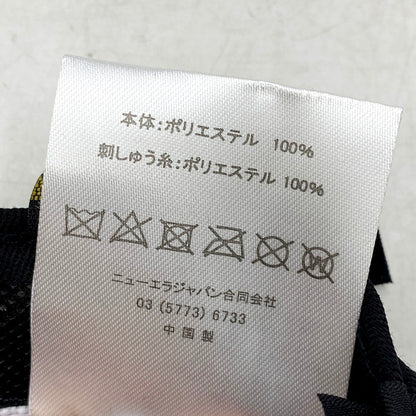 本体:ポリエステル 100%
刺しゅう糸:ポリエステル 100%
W
ニューエラジャパン合同会社
03 (5773) 6733
中国製